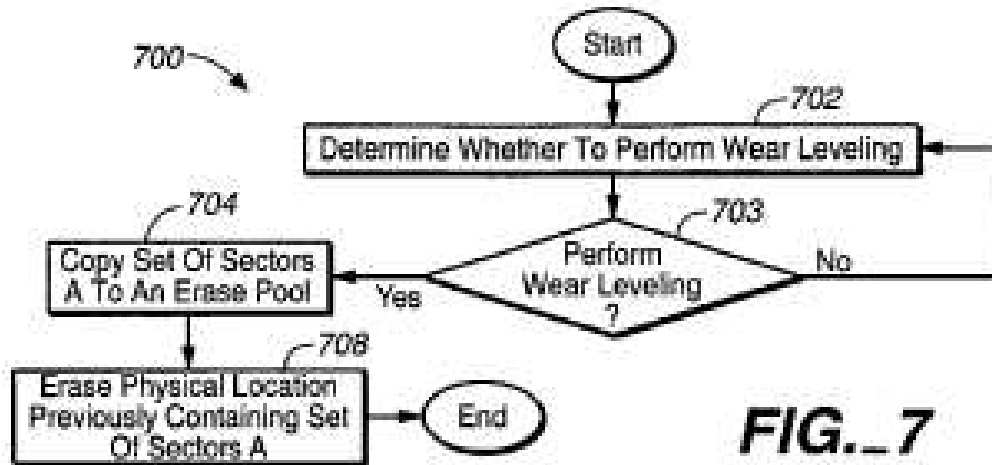 700
Start
702
Determine Whether To Perform Wear Leveling
704
703
Copy Set Of Sectors
A To An Erase Pool
Perform
Wear Leveling
?
Yes
No
708
Erase Physical Location
Previously Containing Set
Of Sectors A
End
FIG._7